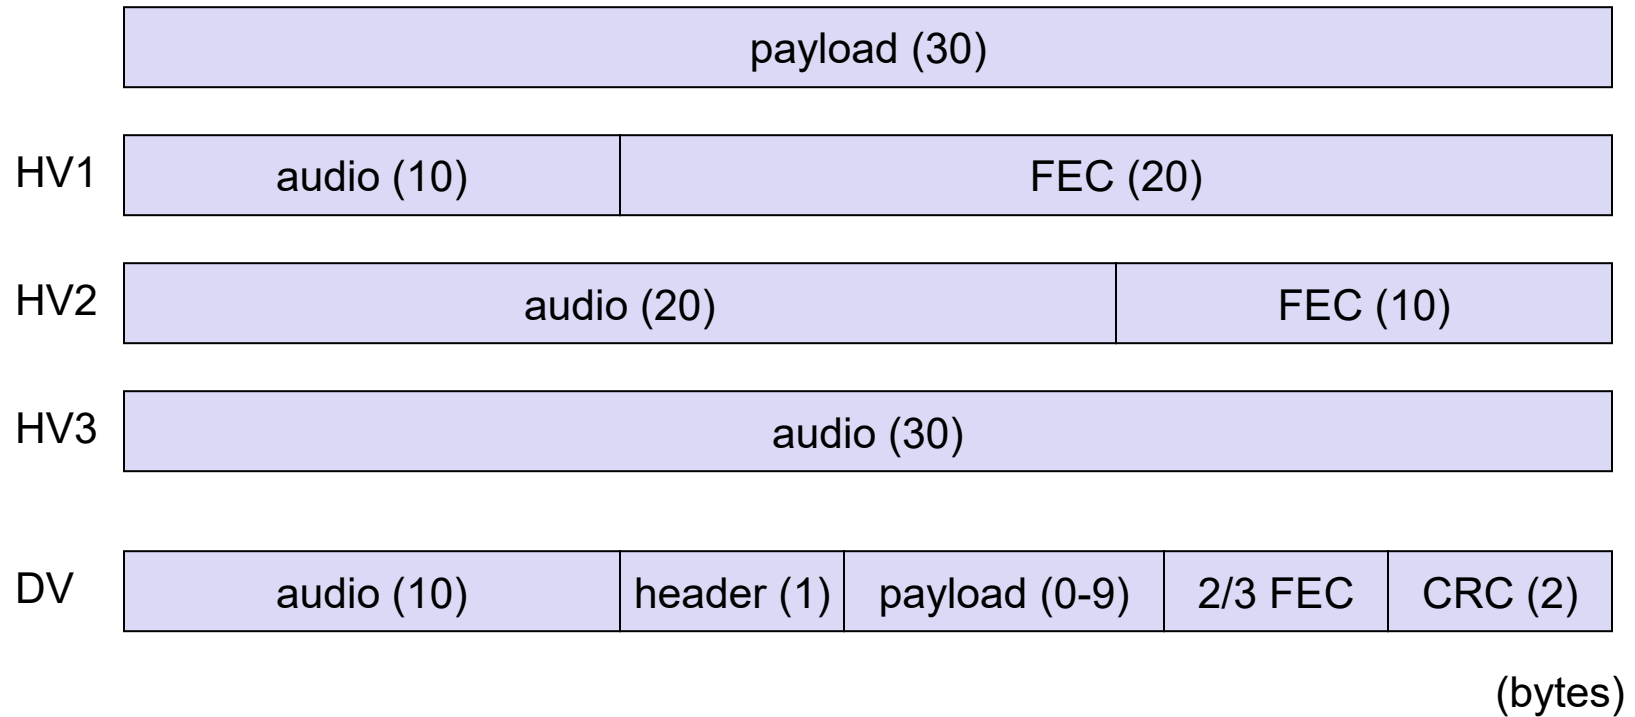 payload (30)
HV1 audio (10) FEC (20)
HV2 audio (20) FEC (10)
HV3 audio (30)
DV audio (10) header (1) payload (0-9) 2/3 FEC CRC (2)
(bytes)